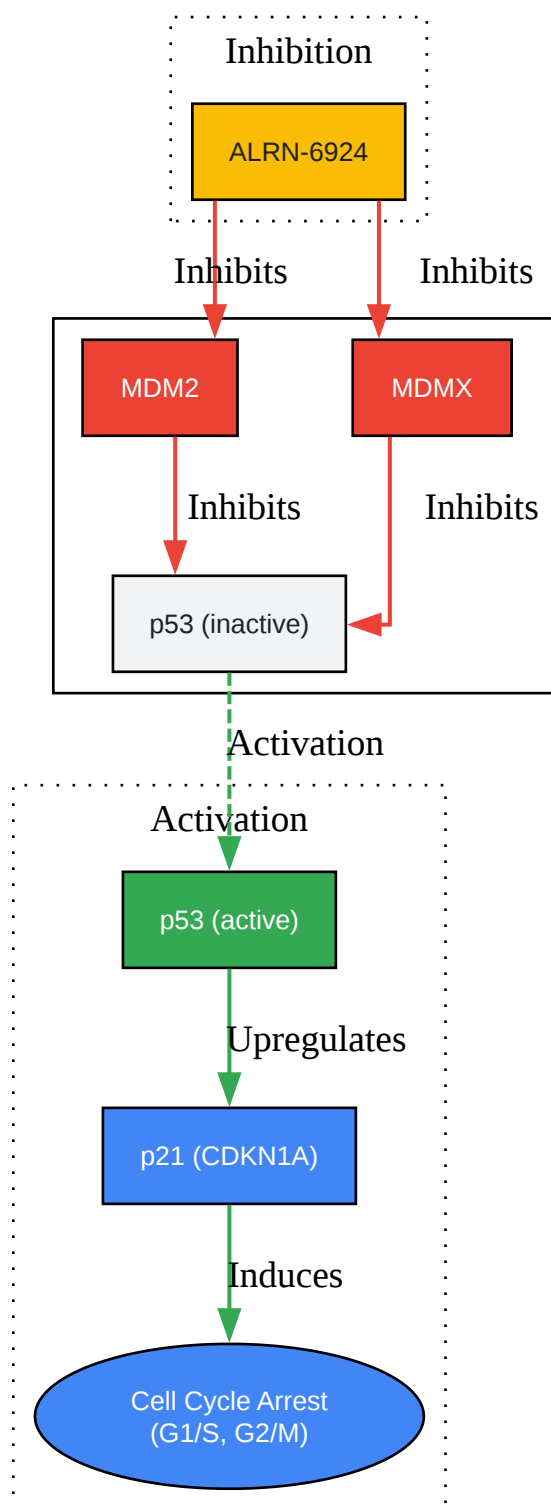 Inhibition
ALRN-6924
Inhibits
Inhibits
MDM2
MDMX
Inhibits
Inhibits
p53 (inactive)
Activation
Activation
p53 (active)
Upregulates
p21 (CDKN1A)
Induces
Cell Cycle Arrest
(G1/S, G2/M)